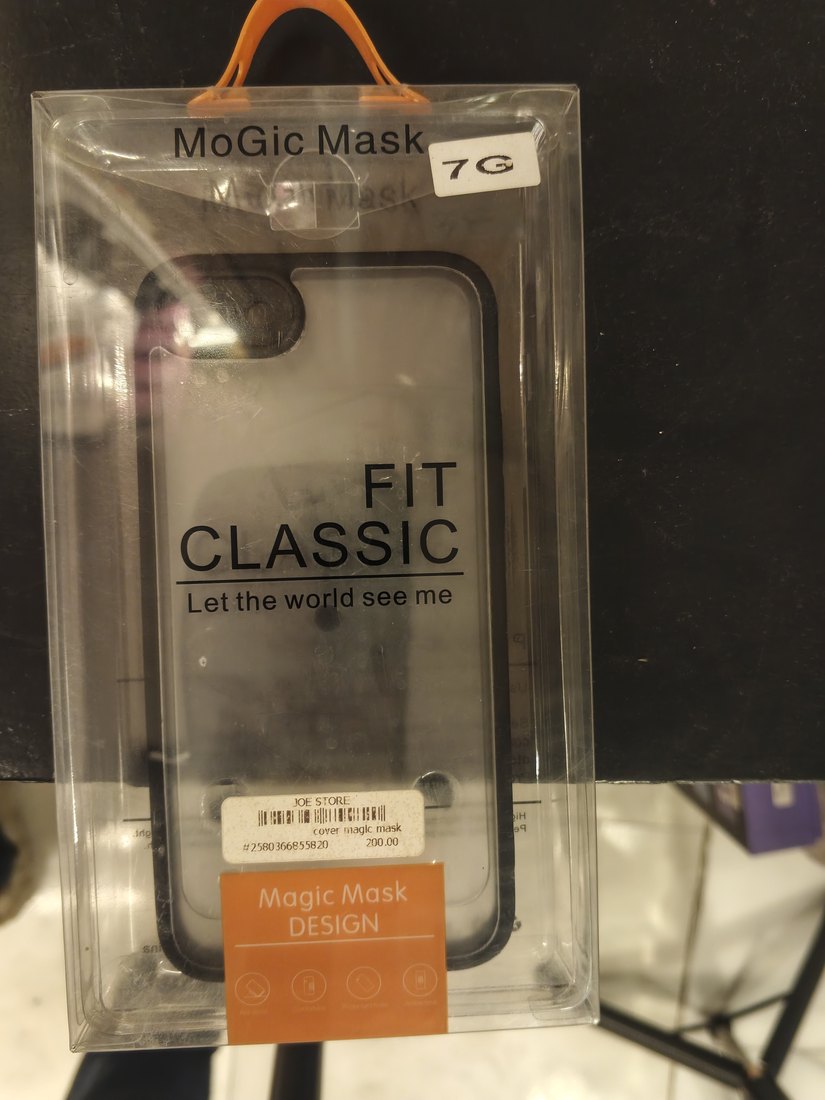 MoGic Mask
7G
FIT
CLASSIC
Let the world see me
JOE STORE
cover magic mask
#2580366855820 200.00
Magic Mask
DESIGN